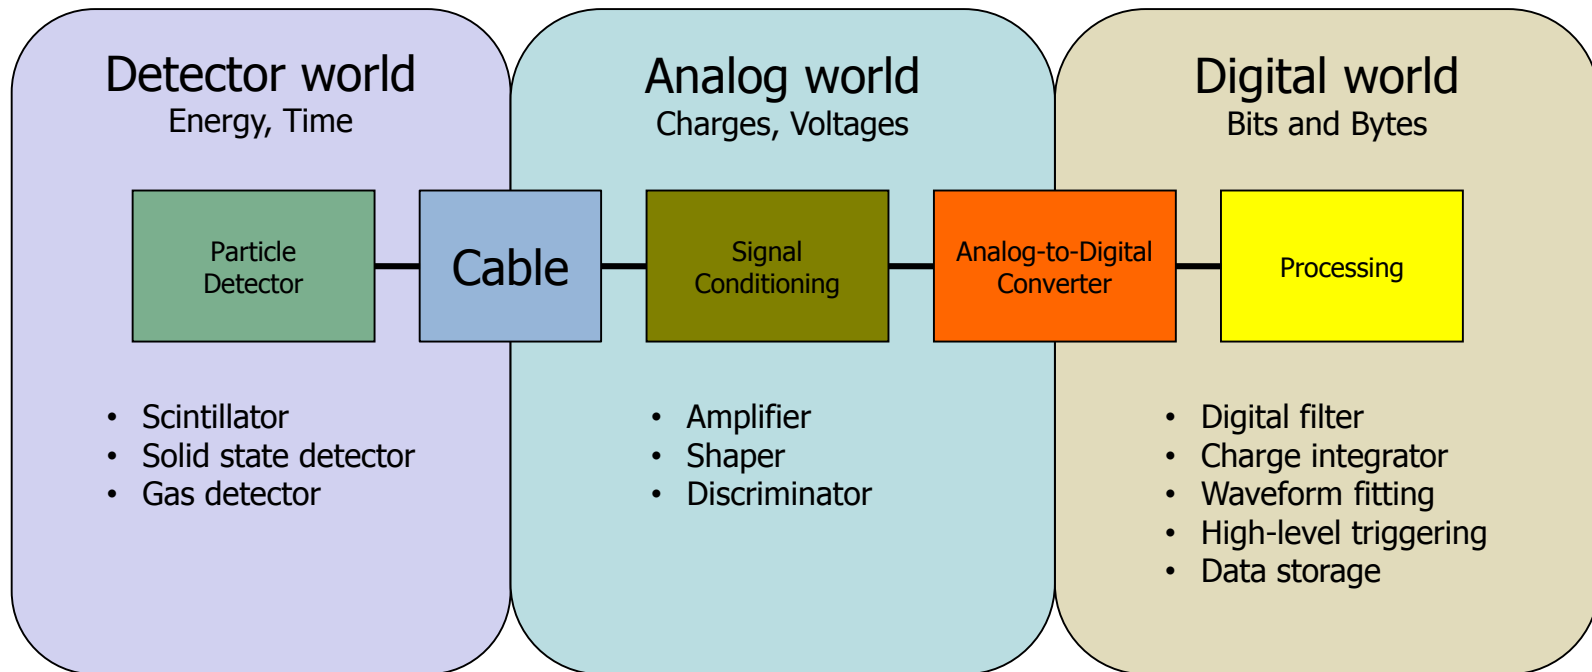 Detector world
Energy, Time
Analog world
Charges, Voltages
Digital world
Bits and Bytes
Particle
Detector
Cable
Signal
Conditioning
Analog-to-Digital
Converter
Processing
• Scintillator
• Solid state detector
• Gas detector
• Amplifier
• Shaper
• Discriminator
• Digital filter
• Charge integrator
• Waveform fitting
• High-level triggering
• Data storage